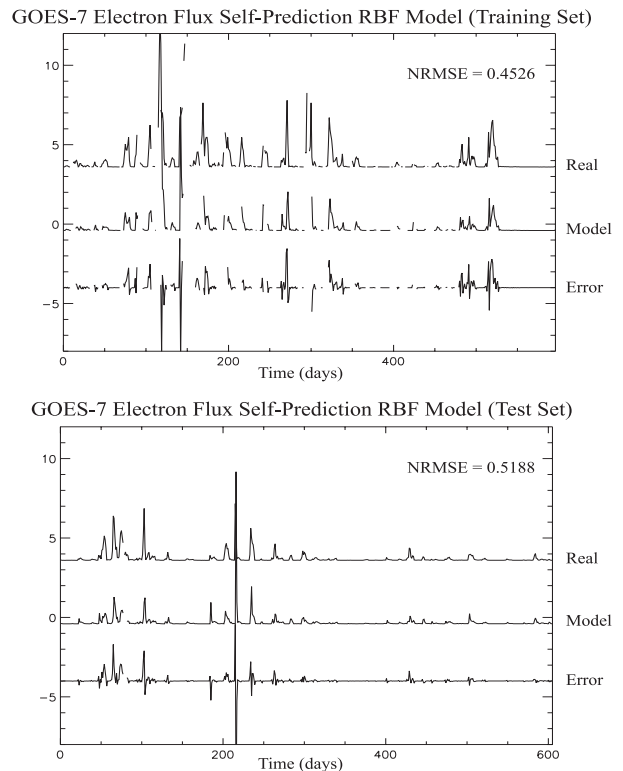 GOES-7 Electron Flux Self-Prediction RBF Model (Training Set)
10
NRMSE = 0.4526
5
Real
0
Model
Error
−5
0
200
400
Time (days)
GOES-7 Electron Flux Self-Prediction RBF Model (Test Set)
10
NRMSE = 0.5188
5
Real
0
Model
Error
−5
0
200
400
600
Time (days)